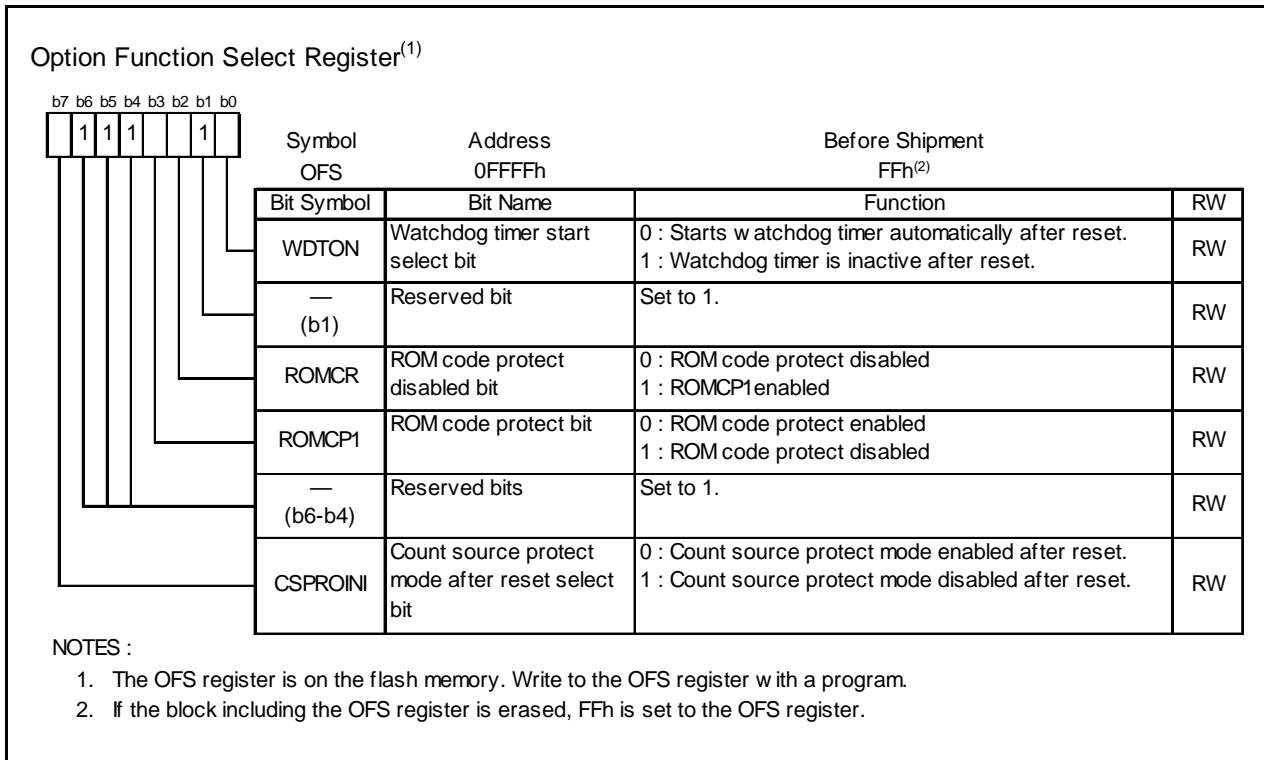 Option Function Select Register(1)
b7 b6 b5 b4 b3 b2 b1 b0
1 1 1 1
Symbol Address Before Shipment
OFS 0FFFFh FFh(2)
Bit Symbol Bit Name Function RW
WDTON Watchdog timer start select bit 0 : Starts watchdog timer automatically after reset. RW
1 : Watchdog timer is inactive after reset.
— (b1) Reserved bit Set to 1. RW
ROMCR ROM code protect disabled bit 0 : ROM code protect disabled RW
1 : ROMCP1enabled
ROMCP1 ROM code protect bit 0 : ROM code protect enabled RW
1 : ROM code protect disabled
— (b6-b4) Reserved bits Set to 1. RW
CSPROINI Count source protect mode after reset select bit 0 : Count source protect mode enabled after reset. RW
1 : Count source protect mode disabled after reset.
NOTES :
1. The OFS register is on the flash memory. Write to the OFS register with a program.
2. If the block including the OFS register is erased, FFh is set to the OFS register.